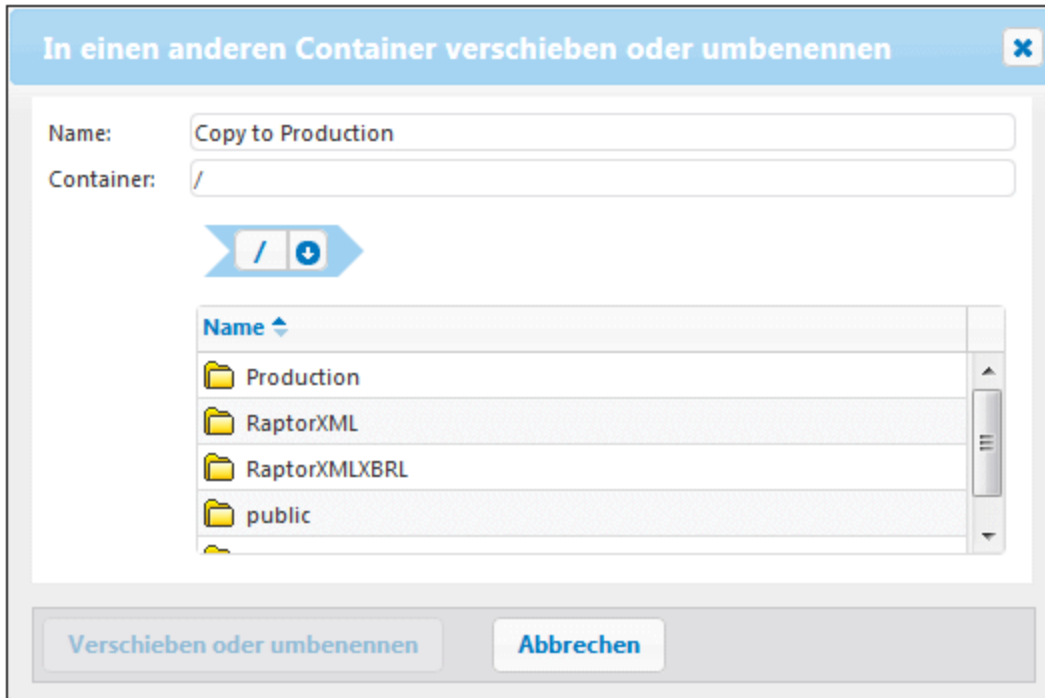 In einen anderen Container verschieben oder umbenennen
Name: Copy to Production
Container: /
/
Name
Production
RaptorXML
RaptorXMLXBRL
public
Verschieben oder umbenennen Abbrechen